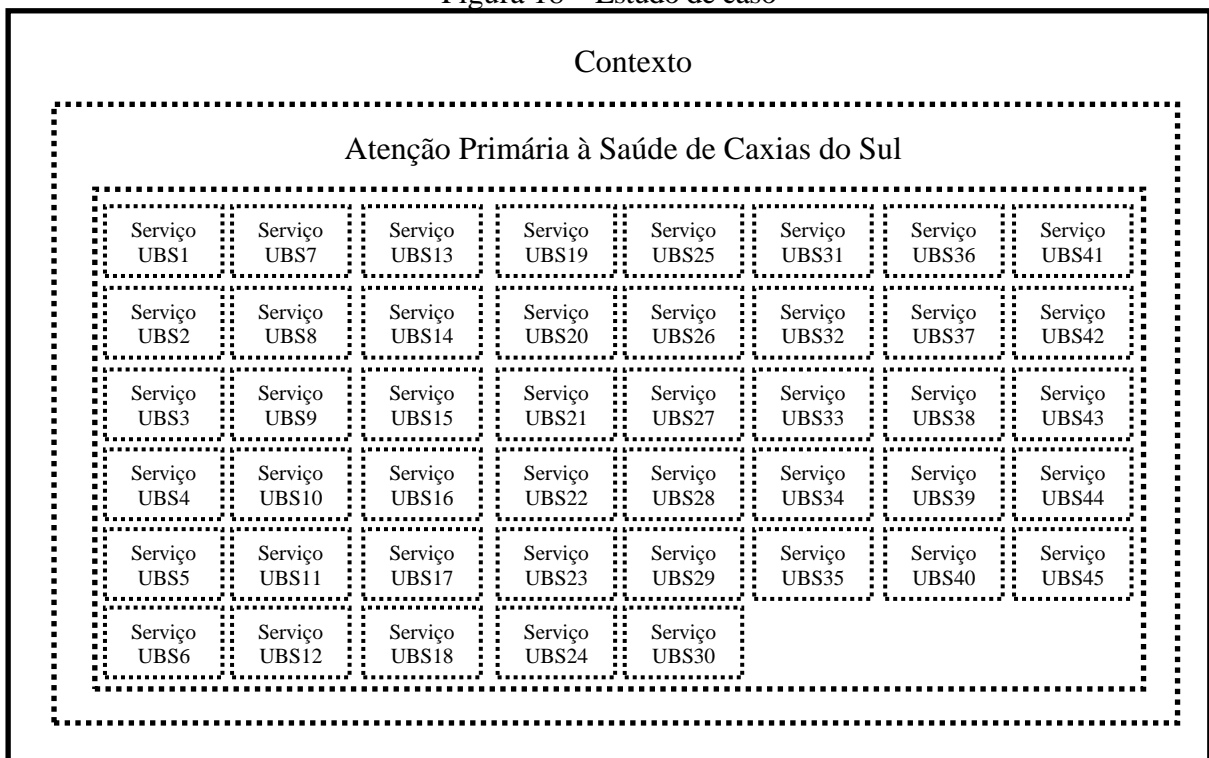 Figura 18 – Estudo de caso
Contexto
Atenção Primária à Saúde de Caxias do Sul
Serviço Serviço Serviço Serviço Serviço Serviço Serviço Serviço
UBS1 UBS7 UBS13 UBS19 UBS25 UBS31 UBS36 UBS41
Serviço Serviço Serviço Serviço Serviço Serviço Serviço Serviço
UBS2 UBS8 UBS14 UBS20 UBS26 UBS32 UBS37 UBS42
Serviço Serviço Serviço Serviço Serviço Serviço Serviço Serviço
UBS3 UBS9 UBS15 UBS21 UBS27 UBS33 UBS38 UBS43
Serviço Serviço Serviço Serviço Serviço Serviço Serviço Serviço
UBS4 UBS10 UBS16 UBS22 UBS28 UBS34 UBS39 UBS44
Serviço Serviço Serviço Serviço Serviço Serviço Serviço Serviço
UBS5 UBS11 UBS17 UBS23 UBS29 UBS35 UBS40 UBS45
Serviço Serviço Serviço Serviço Serviço
UBS6 UBS12 UBS18 UBS24 UBS30